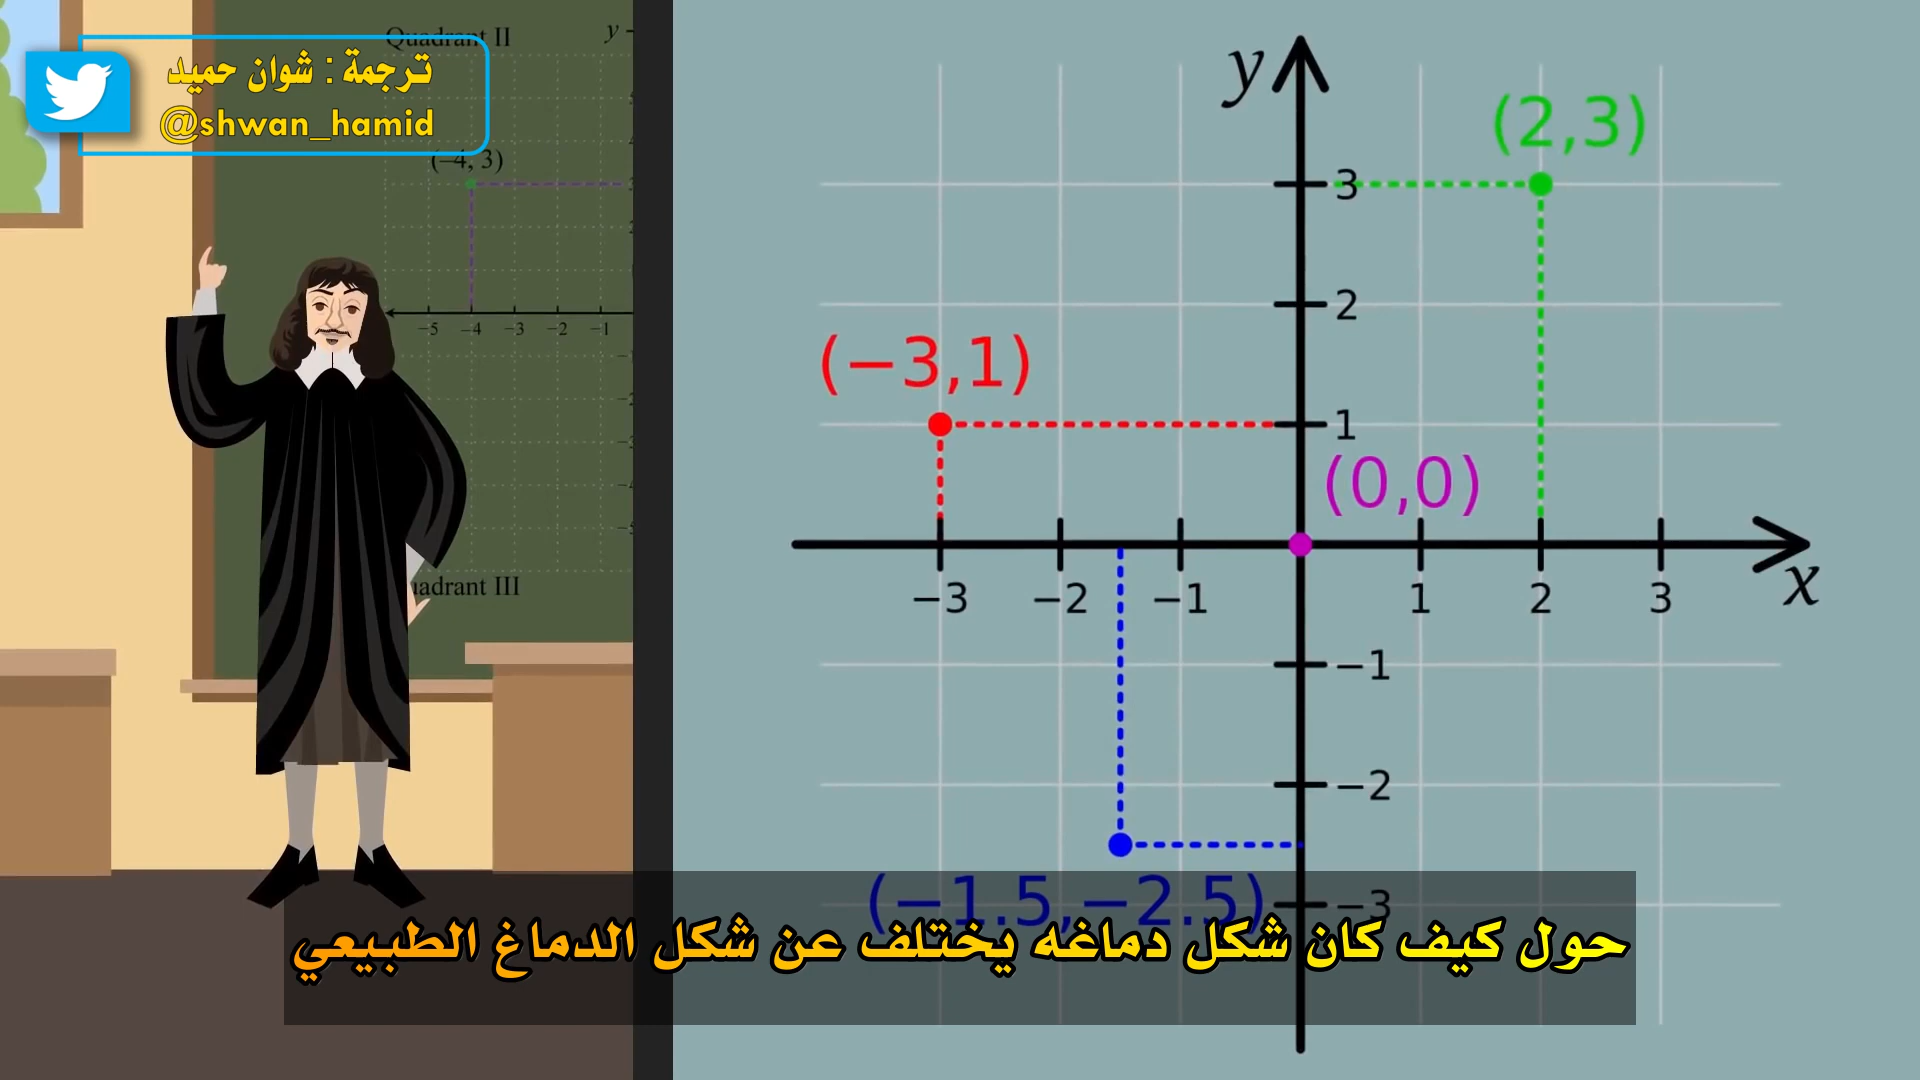 Quadrant II
y
ترجمة : شوان حميد
@shwan_hamid
(−4, 3)
−5 −4 −3 −2 −1
Quadrant III
y
(2,3)
3
2
(−3,1)
1
(0,0)
−3 −2 −1 1 2 3
x
−1
−2
(−1.5,−2.5)
−3
حول كيف كان شكل دماغه يختلف عن شكل الدماغ الطبيعي